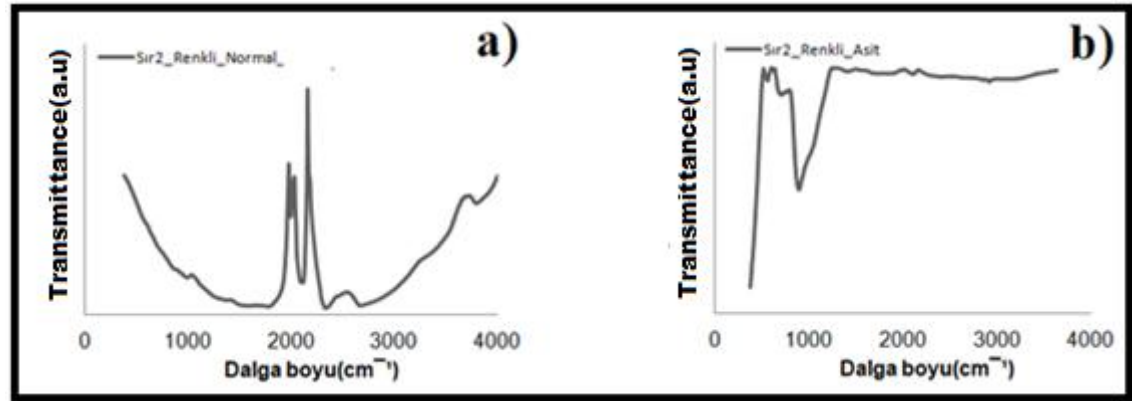 a)
Sır2_Renkli_Normal_
Transmittance(a.u)
0 1000 2000 3000 4000
Dalga boyu(cm⁻¹)
b)
Sır2_Renkli_Asit
Transmittance(a.u)
0 1000 2000 3000 4000
Dalga boyu(cm⁻¹)